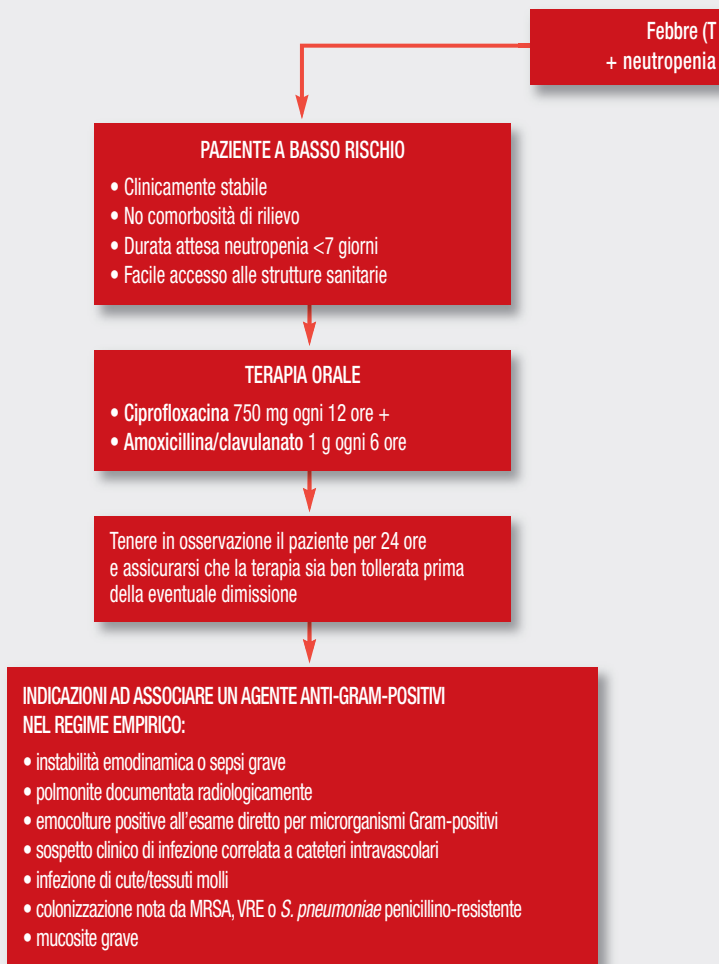 Febbre (T
+ neutropenia
PAZIENTE A BASSO RISCHIO
• Clinicamente stabile
• No comorbosità di rilievo
• Durata attesa neutropenia <7 giorni
• Facile accesso alle strutture sanitarie
TERAPIA ORALE
• Ciprofloxacina 750 mg ogni 12 ore +
• Amoxicillina/clavulanato 1 g ogni 6 ore
Tenere in osservazione il paziente per 24 ore
e assicurarsi che la terapia sia ben tollerata prima
della eventuale dimissione
INDICAZIONI AD ASSOCIARE UN AGENTE ANTI-GRAM-POSITIVI
NEL REGIME EMPIRICO:
• instabilità emodinamica o sepsi grave
• polmonite documentata radiologicamente
• emocolture positive all'esame diretto per microrganismi Gram-positivi
• sospetto clinico di infezione correlata a cateteri intravascolari
• infezione di cute/tessuti molli
• colonizzazione nota da MRSA, VRE o S. pneumoniae penicillino-resistente
• mucosite grave